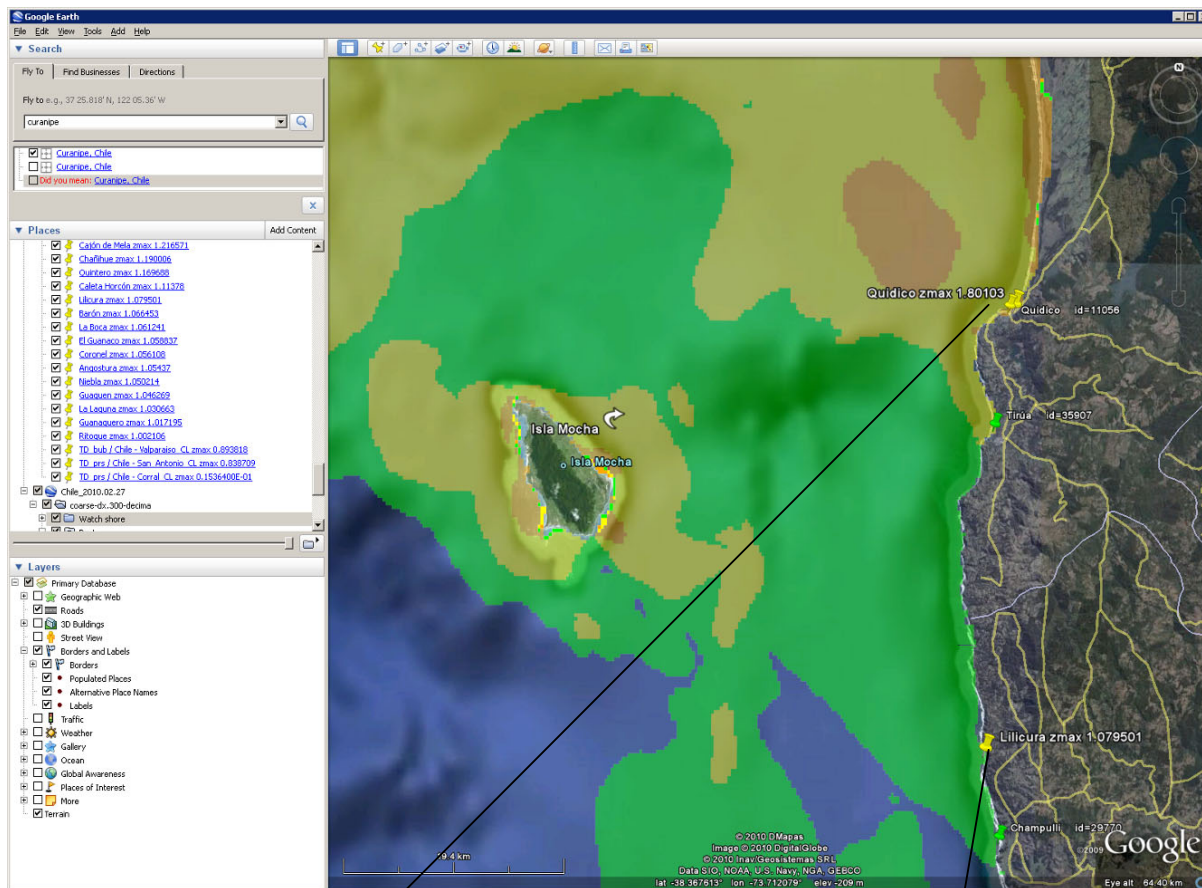 Google Earth
File Edit View Tools Add Help
Search
Fly To Find Businesses Directions
Fly to e.g., 37 25.818' N, 122 05.36' W
curanipe
Curanipe, Chile
Curanipe, Chile
Did you mean: Curanipe, Chile
Places
Add Content
Cajón de Mela zmax 1.216571
Chañihue zmax 1.190006
Quintero zmax 1.169688
Caleta Horcón zmax 1.11378
Lilicura zmax 1.079501
Barón zmax 1.066453
La Boca zmax 1.061241
El Guanaco zmax 1.058837
Coronel zmax 1.056108
Angostura zmax 1.05437
Niebla zmax 1.050214
Guaquen zmax 1.046269
La Laguna zmax 1.030663
Guanaquero zmax 1.017195
Ritoque zmax 1.002106
TD_bub / Chile - Valparaiso_CL zmax 0.893818
TD_prs / Chile - San_Antonio_CL zmax 0.838709
TD_prs / Chile - Corral_CL zmax 0.1536400E-01
Chile_2010.02.27
coarse-dx.300-decima
Watch shore
Layers
Primary Database
Geographic Web
Roads
3D Buildings
Street View
Borders and Labels
Borders
Populated Places
Alternative Place Names
Labels
Traffic
Weather
Gallery
Ocean
Global Awareness
Places of Interest
More
Terrain
N
Quidico zmax 1.80103
Quidico id=11056
Tirúa id=35907
Isla Mocha
Isla Mocha
Lilicura zmax 1.079501
Champulli id=29770
19.4 km
© 2010 DMapas
Image © 2010 DigitalGlobe
© 2010 Inav/Geosistemas SRL
Data SIO, NOAA, U.S. Navy, NGA, GEBCO
©2009 Google
lat -38.367613° lon -73.712079° elev -209 m
Eye alt 64.40 km